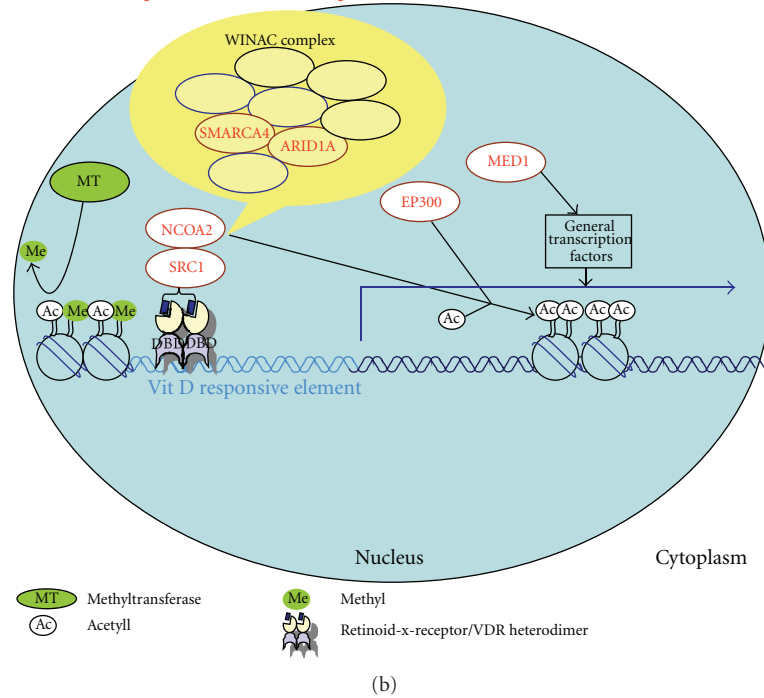 WINAC complex
SMARCA4
ARID1A
MED1
MT
EP300
NCOA2
General
transcription
factors
Me
SRC1
Ac
Me
Ac
Me
Ac
Ac
Ac
Ac
Ac
DBD
DBD
Vit D responsive element
Nucleus
Cytoplasm
MT
Methyltransferase
Me
Methyl
Ac
Acetyll
Retinoid-x-receptor/VDR heterodimer
(b)